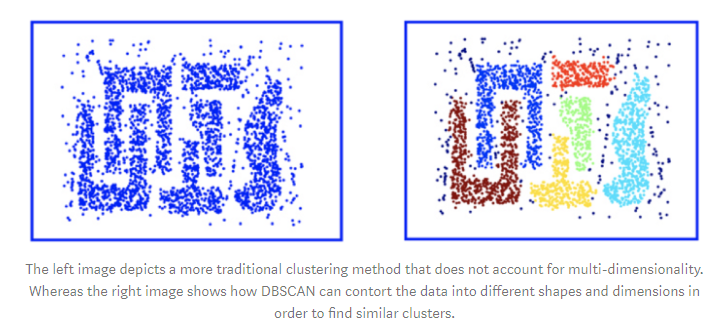 The left image depicts a more traditional clustering method that does not account for multi-dimensionality.
Whereas the right image shows how DBSCAN can contort the data into different shapes and dimensions in
order to find similar clusters.